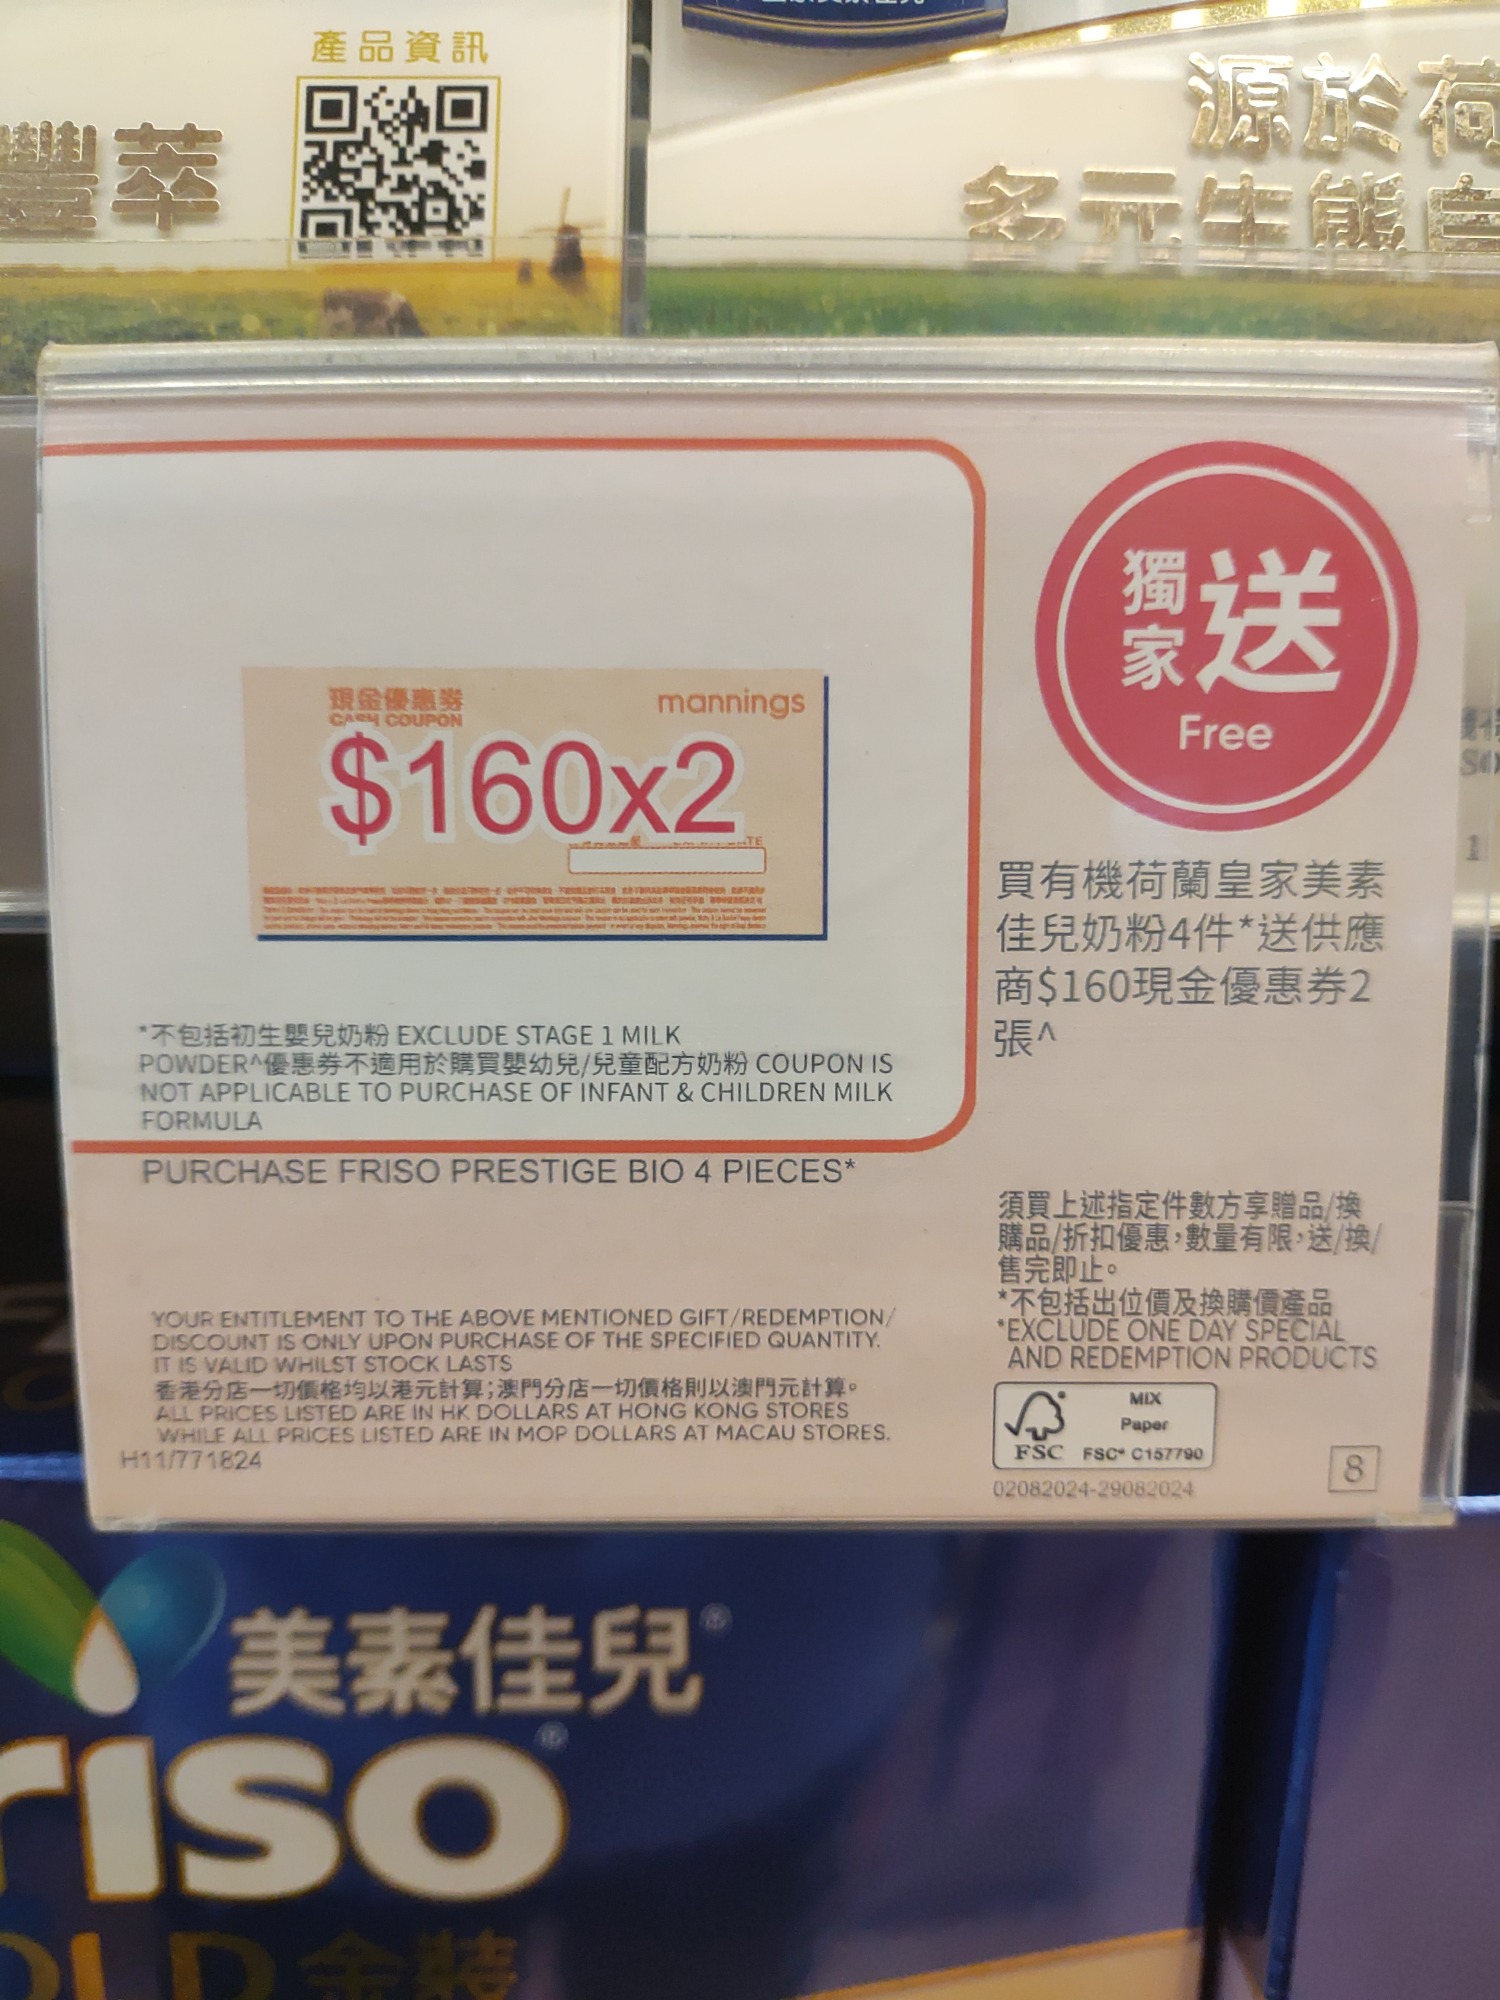 產品資訊
豐萃
源於荷
多元牛熊
獨家
送
Free
現金優惠券
CASH COUPON
mannings
$160x2
買有機荷蘭皇家美素
佳兒奶粉4件*送供應
商$160現金優惠券2
張^
*不包括初生嬰兒奶粉 EXCLUDE STAGE 1 MILK
POWDER^優惠券不適用於購買嬰幼兒/兒童配方奶粉 COUPON IS
NOT APPLICABLE TO PURCHASE OF INFANT & CHILDREN MILK
FORMULA
PURCHASE FRISO PRESTIGE BIO 4 PIECES*
須買上述指定件數方享贈品/換
購品/折扣優惠,數量有限,送/換/
售完即止。
*不包括出位價及換購價產品
*EXCLUDE ONE DAY SPECIAL
AND REDEMPTION PRODUCTS
YOUR ENTITLEMENT TO THE ABOVE MENTIONED GIFT/REDEMPTION/
DISCOUNT IS ONLY UPON PURCHASE OF THE SPECIFIED QUANTITY.
IT IS VALID WHILST STOCK LASTS
香港分店一切價格均以港元計算;澳門分店一切價格則以澳門元計算。
ALL PRICES LISTED ARE IN HK DOLLARS AT HONG KONG STORES
WHILE ALL PRICES LISTED ARE IN MOP DOLLARS AT MACAU STORES.
H11/771824
MIX
Paper
FSC
FSC® C157790
02082024-29082024
8
美素佳兒®
riso®
OLD 金裝